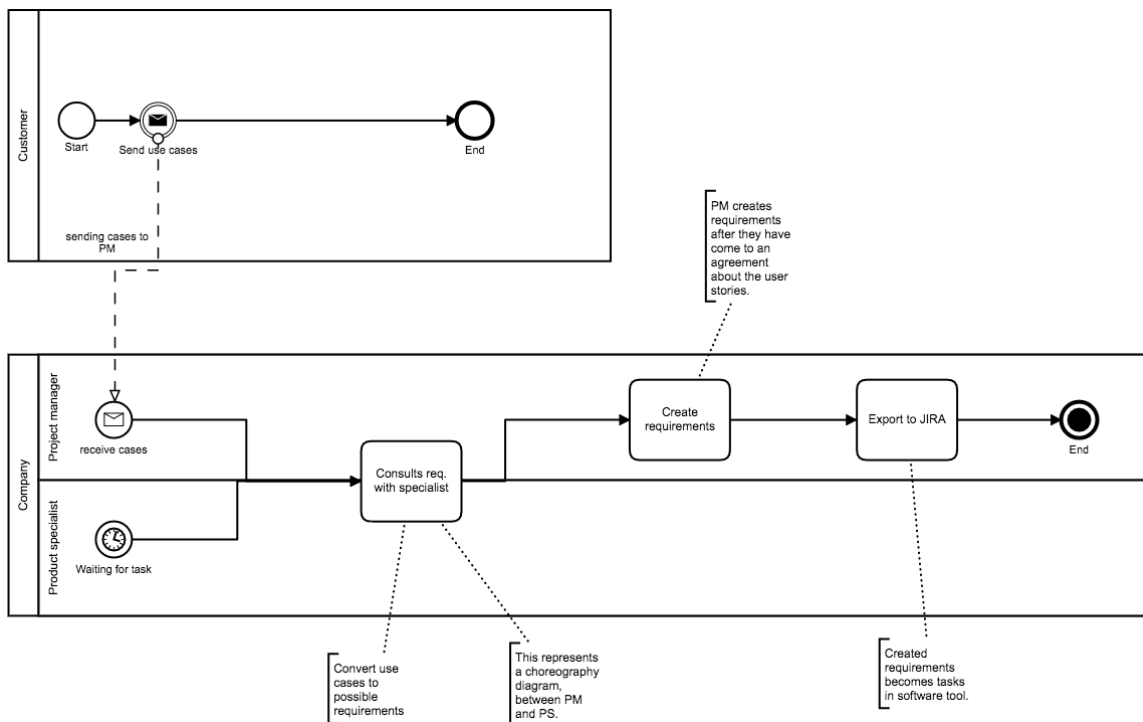 Customer
Start
Send use cases
End
sending cases to
PM
PM creates
requirements
after they have
come to an
agreement
about the user
stories.
Company
Project manager
receive cases
Consults req.
with specialist
Create
requirements
Export to JIRA
End
Product specialist
Waiting for task
Convert use
cases to
possible
requirements
This represents
a choreography
diagram,
between PM
and PS.
Created
requirements
becomes tasks
in software tool.